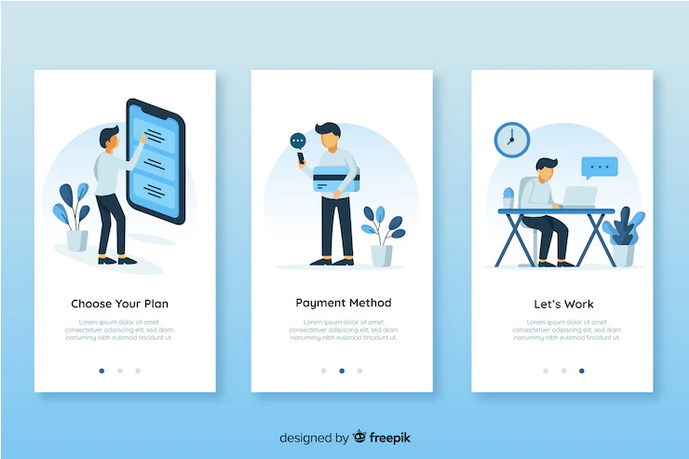 Choose Your Plan
Lorem ipsum dolor sit amet
consectetuer adipiscing elit, sed diam
nonummy nibh euismod tincidunt ut.
Payment Method
Lorem ipsum dolor sit amet
consectetuer adipiscing elit, sed diam
nonummy nibh euismod tincidunt ut.
Let's Work
Lorem ipsum dolor sit amet
consectetuer adipiscing elit, sed diam
nonummy nibh euismod tincidunt ut.
designed by freepik